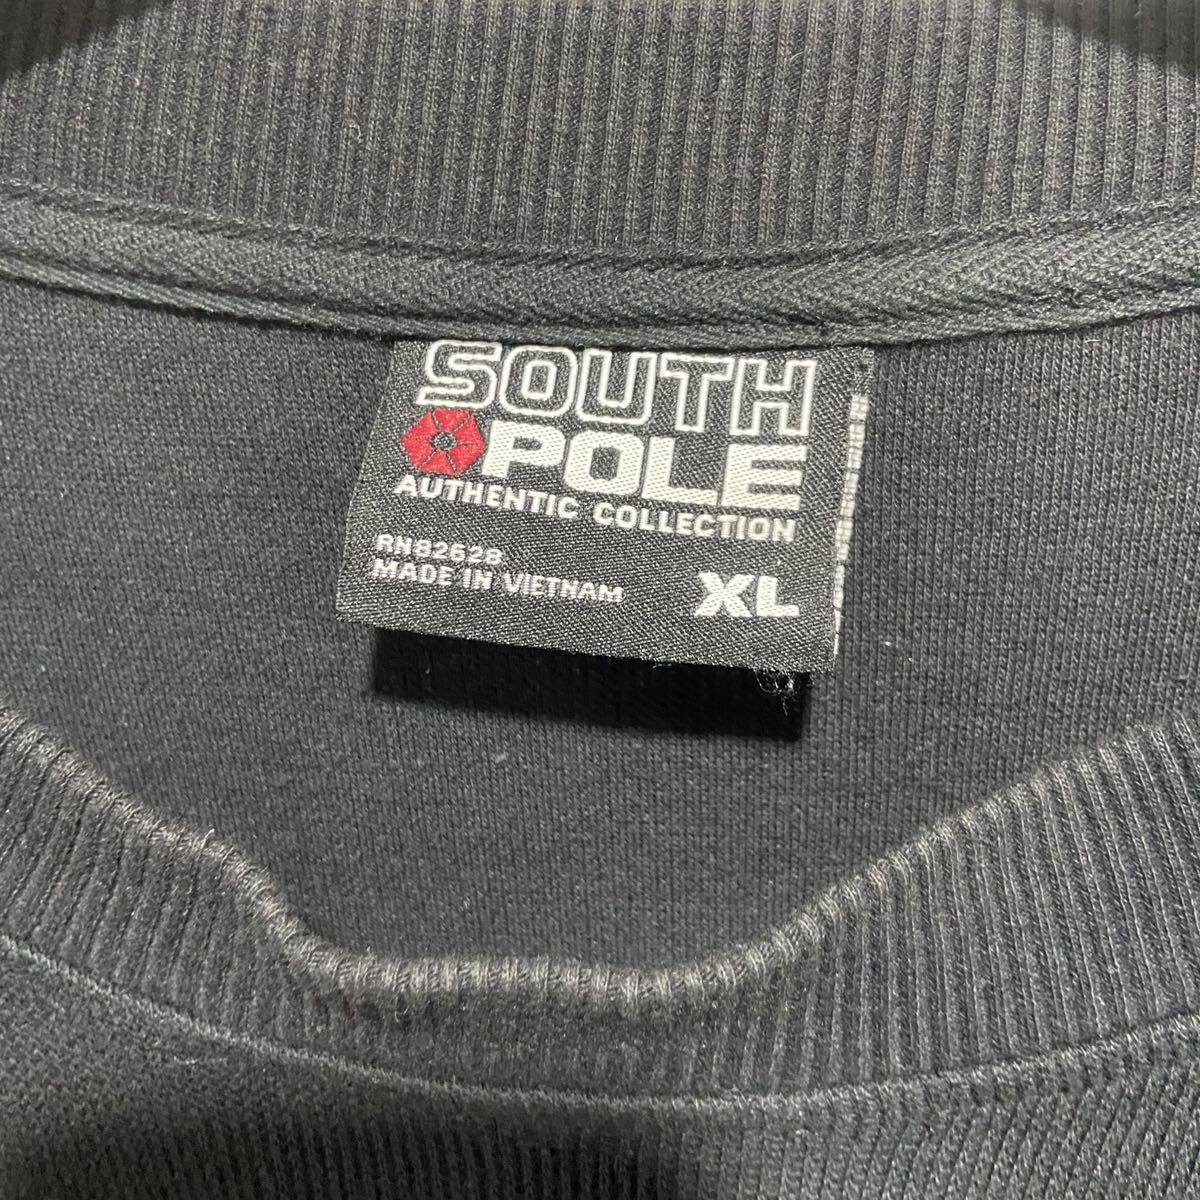 SOUTH
POLE
AUTHENTIC COLLECTION
RN82628
MADE IN VIETNAM
XL